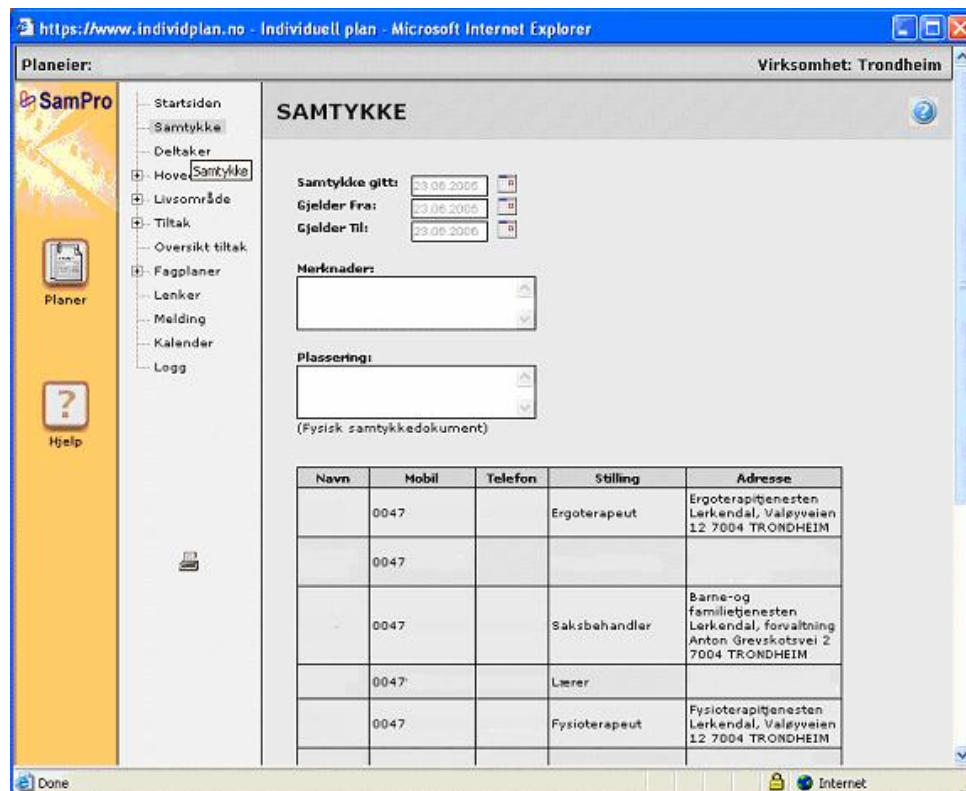 https://www.individplan.no - Individuell plan - Microsoft Internet Explorer
Planeier:
Virksomhet: Trondheim
SamPro
Planer
?
Hjelp
Startsiden
Samtykke
Deltaker
Samtykke
Livsområde
Tiltak
Oversikt tiltak
Fagplaner
Lenker
Melding
Kalender
Logg
SAMTYKKE
?
Samtykke gitt: 23.06.2006
Gjelder Fra: 23.06.2006
Gjelder Til: 23.06.2006
Merknader:
Plassering:
(Fysisk samtykkedokument)
Navn Mobil Telefon Stilling Adresse
0047 Ergoterapeut Ergoterapitjenesten
Lerkendal, Valøyveien
12 7004 TRONDHEIM
0047
0047 Saksbehandler Barne-og
familietjenesten
Lerkendal, forvaltning
Anton Grevskotsvei 2
7004 TRONDHEIM
0047 Lærer
0047 Fysioterapeut Fysioterapitjenesten
Lerkendal, Valøyveien
12 7004 TRONDHEIM
Done
Internet